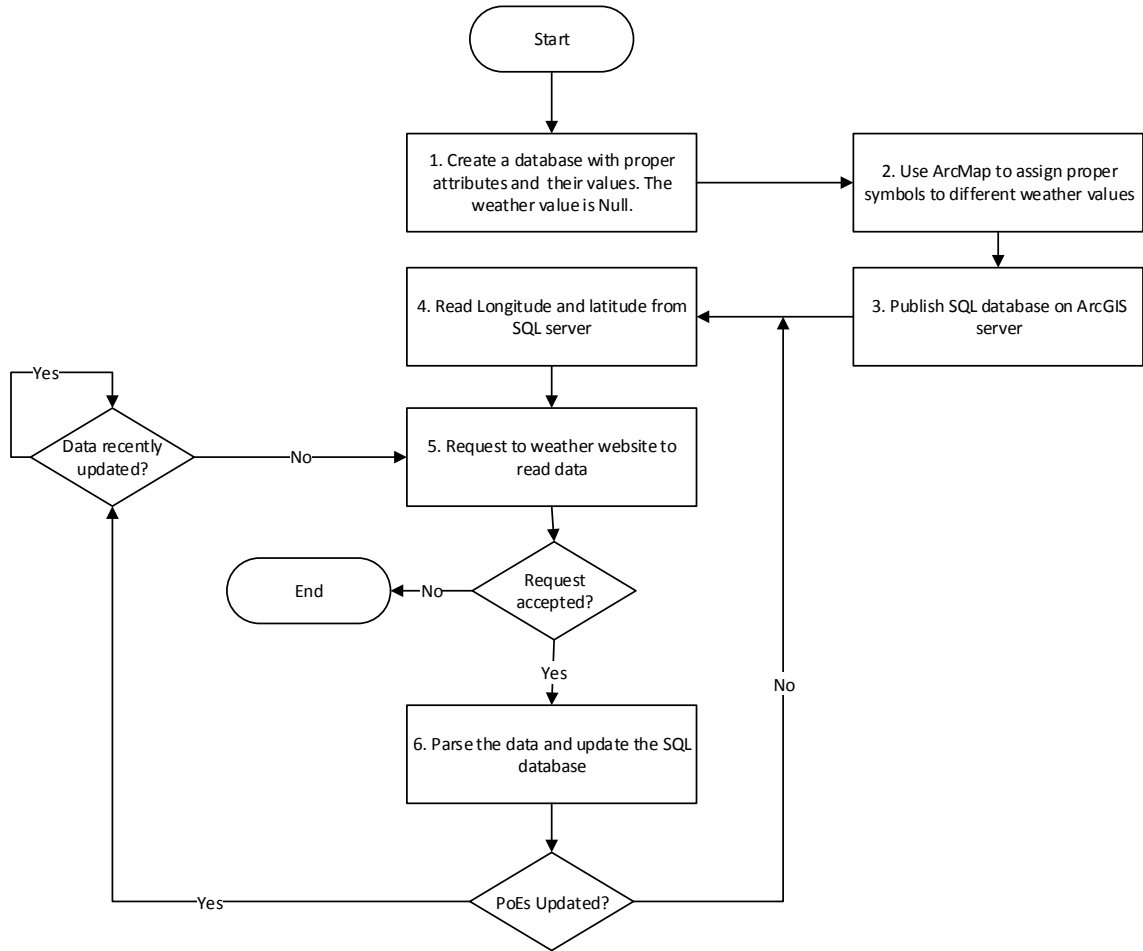 Start
1. Create a database with proper
attributes and their values. The
weather value is Null.
2. Use ArcMap to assign proper
symbols to different weather values
4. Read Longitude and latitude from
SQL server
3. Publish SQL database on ArcGIS
server
Yes
Data recently
updated?
No
5. Request to weather website to
read data
End
No
Request
accepted?
Yes
No
6. Parse the data and update the SQL
database
Yes
PoEs Updated?